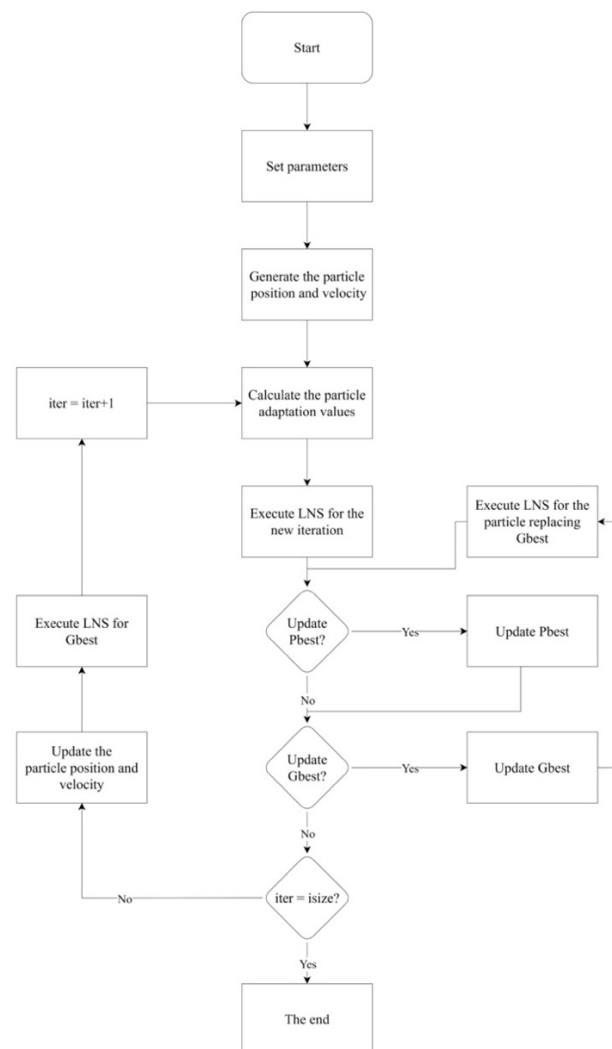 Start
Set parameters
Generate the particle
position and velocity
iter = iter+1
Calculate the particle
adaptation values
Execute LNS for the
new iteration
Execute LNS for the
particle replacing
Gbest
Update
Pbest?
Yes
Update Pbest
No
Execute LNS for
Gbest
Update
Gbest?
Yes
Update Gbest
No
Update the
particle position and
velocity
iter = isize?
No
Yes
The end